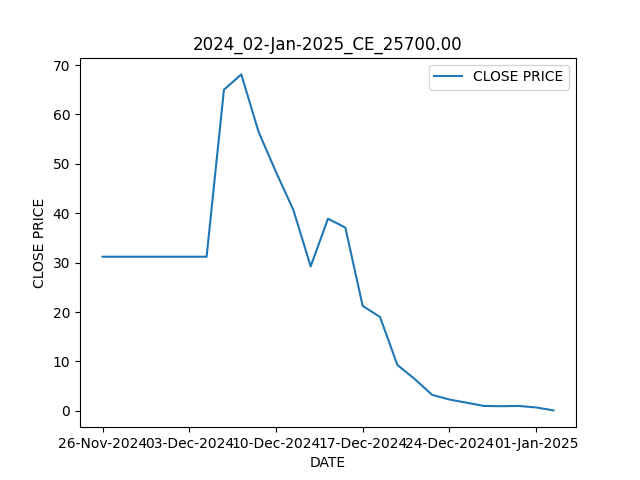 2024_02-Jan-2025_CE_25700.00
CLOSE PRICE
70
60
50
40
30
20
10
0
CLOSE PRICE
26-Nov-2024 03-Dec-2024 10-Dec-2024 17-Dec-2024 24-Dec-2024 01-Jan-2025
DATE